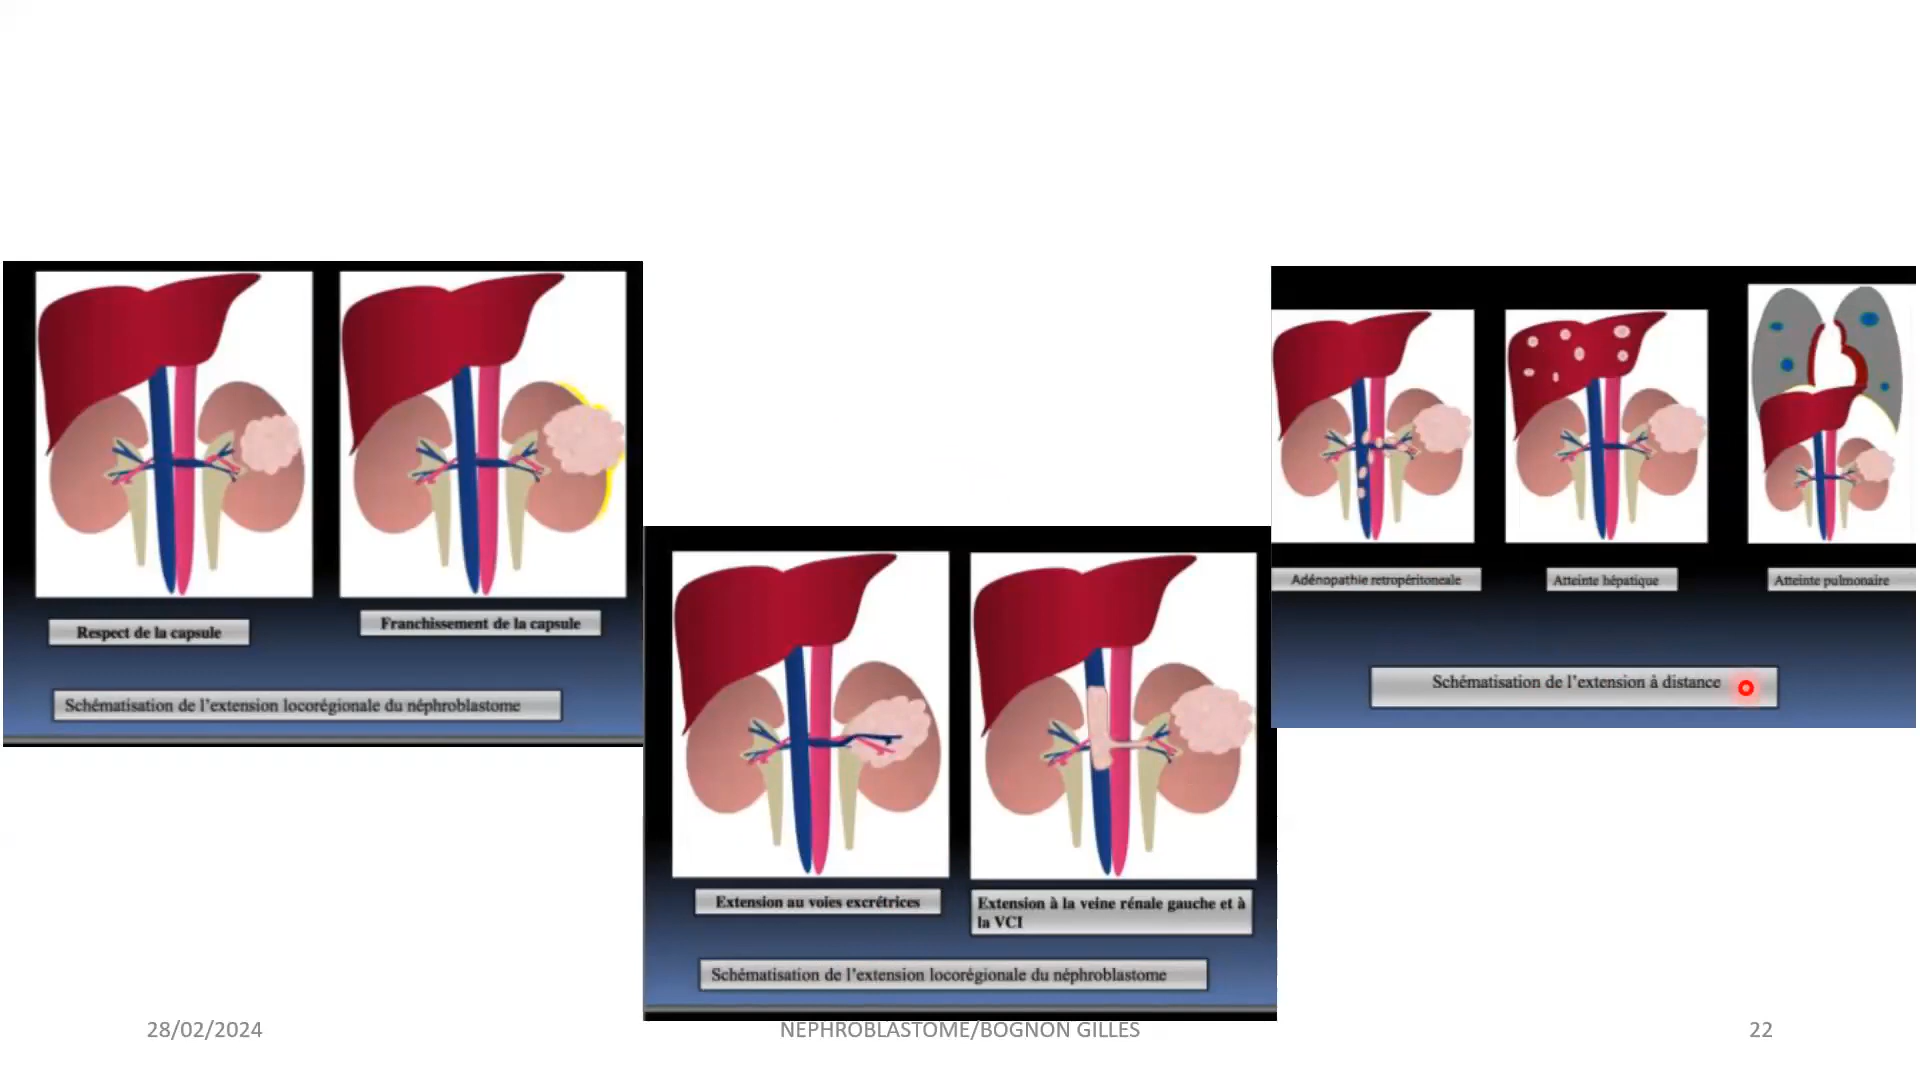 Respect de la capsule
Franchissement de la capsule
Schématisation de l’extension locorégionale du néphroblastome
Extension au voies excrétrices
Extension à la veine rénale gauche et à
la VCI
Schématisation de l’extension locorégionale du néphroblastome
Adénopathie retropéritoneale
Atteinte hépatique
Atteinte pulmonaire
Schématisation de l’extension à distance
28/02/2024
NEPHROBLASTOME/BOGNON GILLES
22